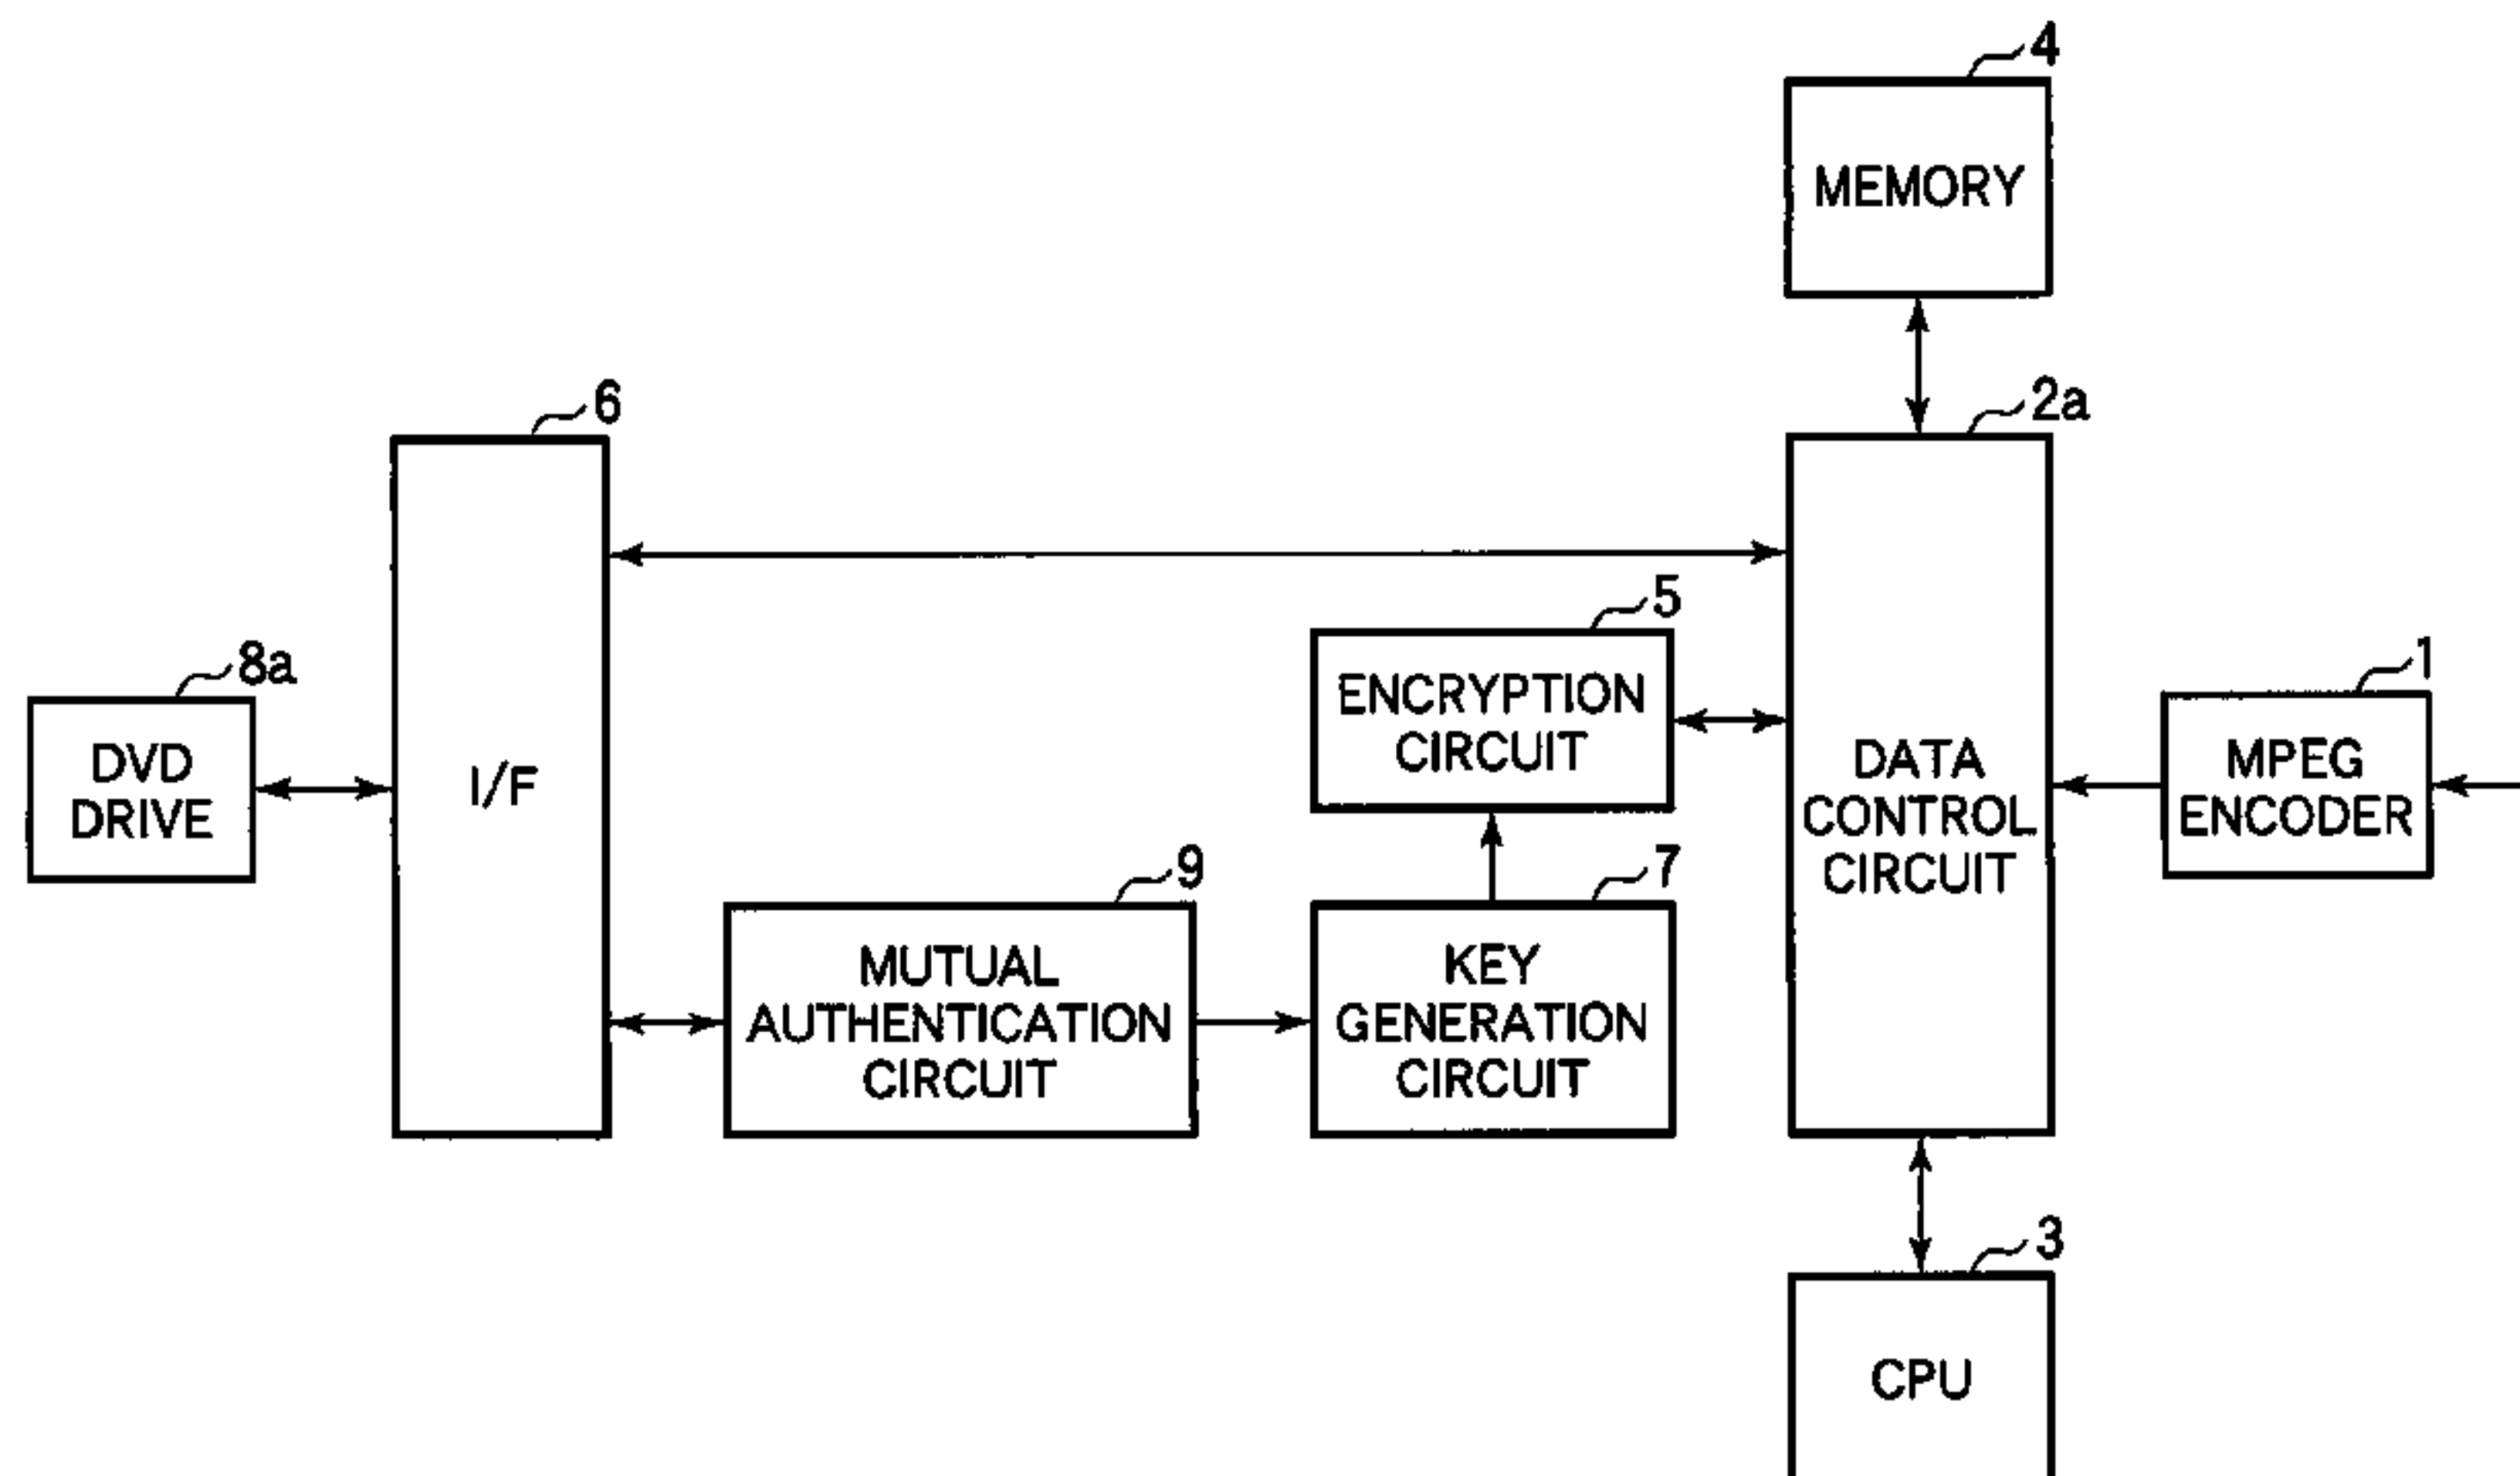 4
MEMORY
6
2a
5
8a
1
ENCRYPTION
CIRCUIT
DVD
DRIVE
I/F
DATA
CONTROL
CIRCUIT
MPEG
ENCODER
9
7
MUTUAL
AUTHENTICATION
CIRCUIT
KEY
GENERATION
CIRCUIT
3
CPU